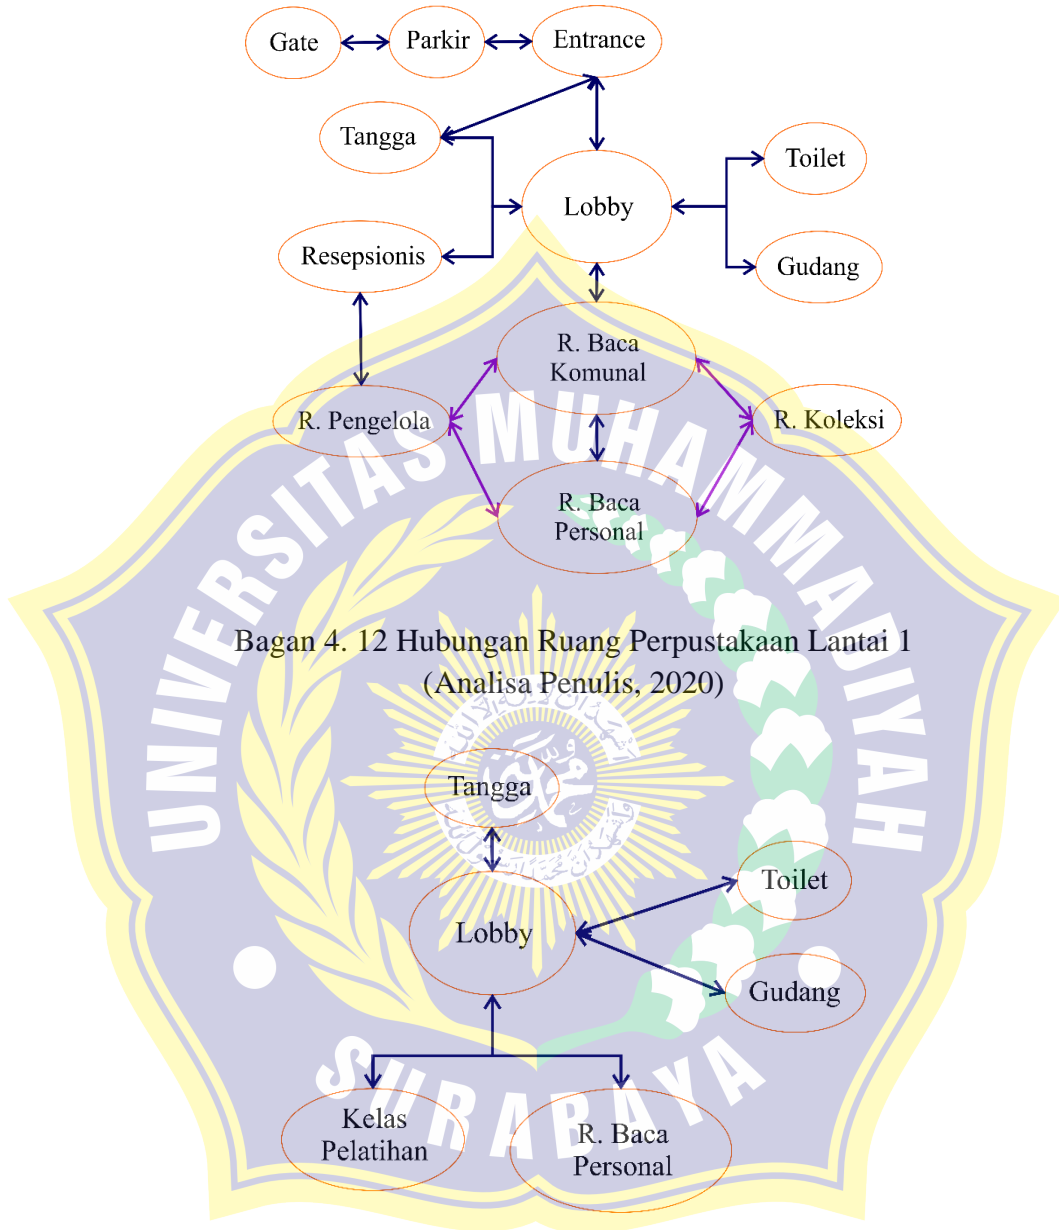 Gate
Parkir
Entrance
Tangga
Toilet
Lobby
Resepsionis
Gudang
R. Baca
Komunal
R. Pengelola
R. Koleksi
R. Baca
Personal
UNIVERSITAS MUHAMMADIYAH
Bagan 4. 12 Hubungan Ruang Perpustakaan Lantai 1
(Analisa Penulis, 2020)
Tangga
Toilet
Lobby
Gudang
SURABAYA
Kelas
Pelatihan
R. Baca
Personal